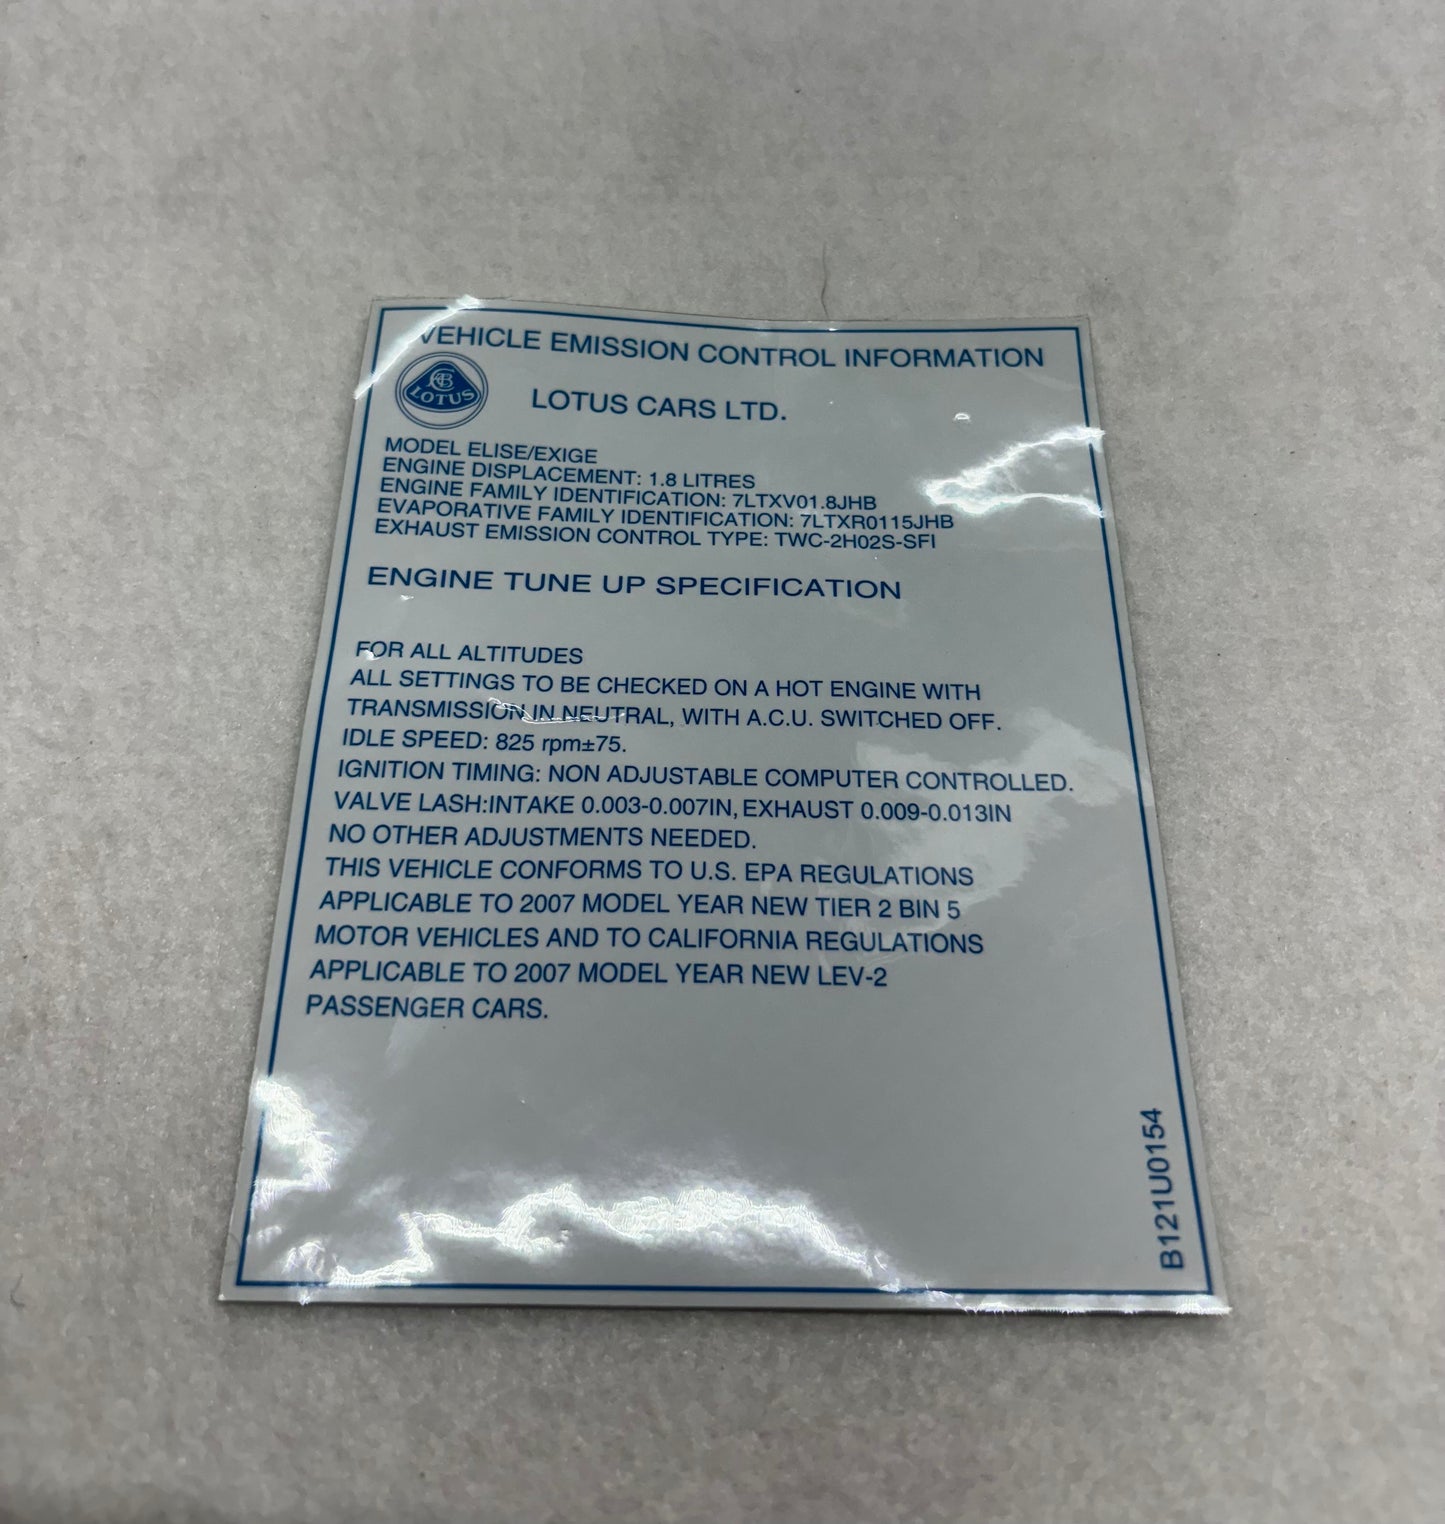 VEHICLE EMISSION CONTROL INFORMATION
ACBC
LOTUS
LOTUS CARS LTD.
MODEL ELISE/EXIGE
ENGINE DISPLACEMENT: 1.8 LITRES
ENGINE FAMILY IDENTIFICATION: 7LTXV01.8JHB
EVAPORATIVE FAMILY IDENTIFICATION: 7LTXR0115JHB
EXHAUST EMISSION CONTROL TYPE: TWC-2H02S-SFI
ENGINE TUNE UP SPECIFICATION
FOR ALL ALTITUDES
ALL SETTINGS TO BE CHECKED ON A HOT ENGINE WITH
TRANSMISSION IN NEUTRAL, WITH A.C.U. SWITCHED OFF.
IDLE SPEED: 825 rpm±75.
IGNITION TIMING: NON ADJUSTABLE COMPUTER CONTROLLED.
VALVE LASH:INTAKE 0.003-0.007IN, EXHAUST 0.009-0.013IN
NO OTHER ADJUSTMENTS NEEDED.
THIS VEHICLE CONFORMS TO U.S. EPA REGULATIONS
APPLICABLE TO 2007 MODEL YEAR NEW TIER 2 BIN 5
MOTOR VEHICLES AND TO CALIFORNIA REGULATIONS
APPLICABLE TO 2007 MODEL YEAR NEW LEV-2
PASSENGER CARS.
B121U0154